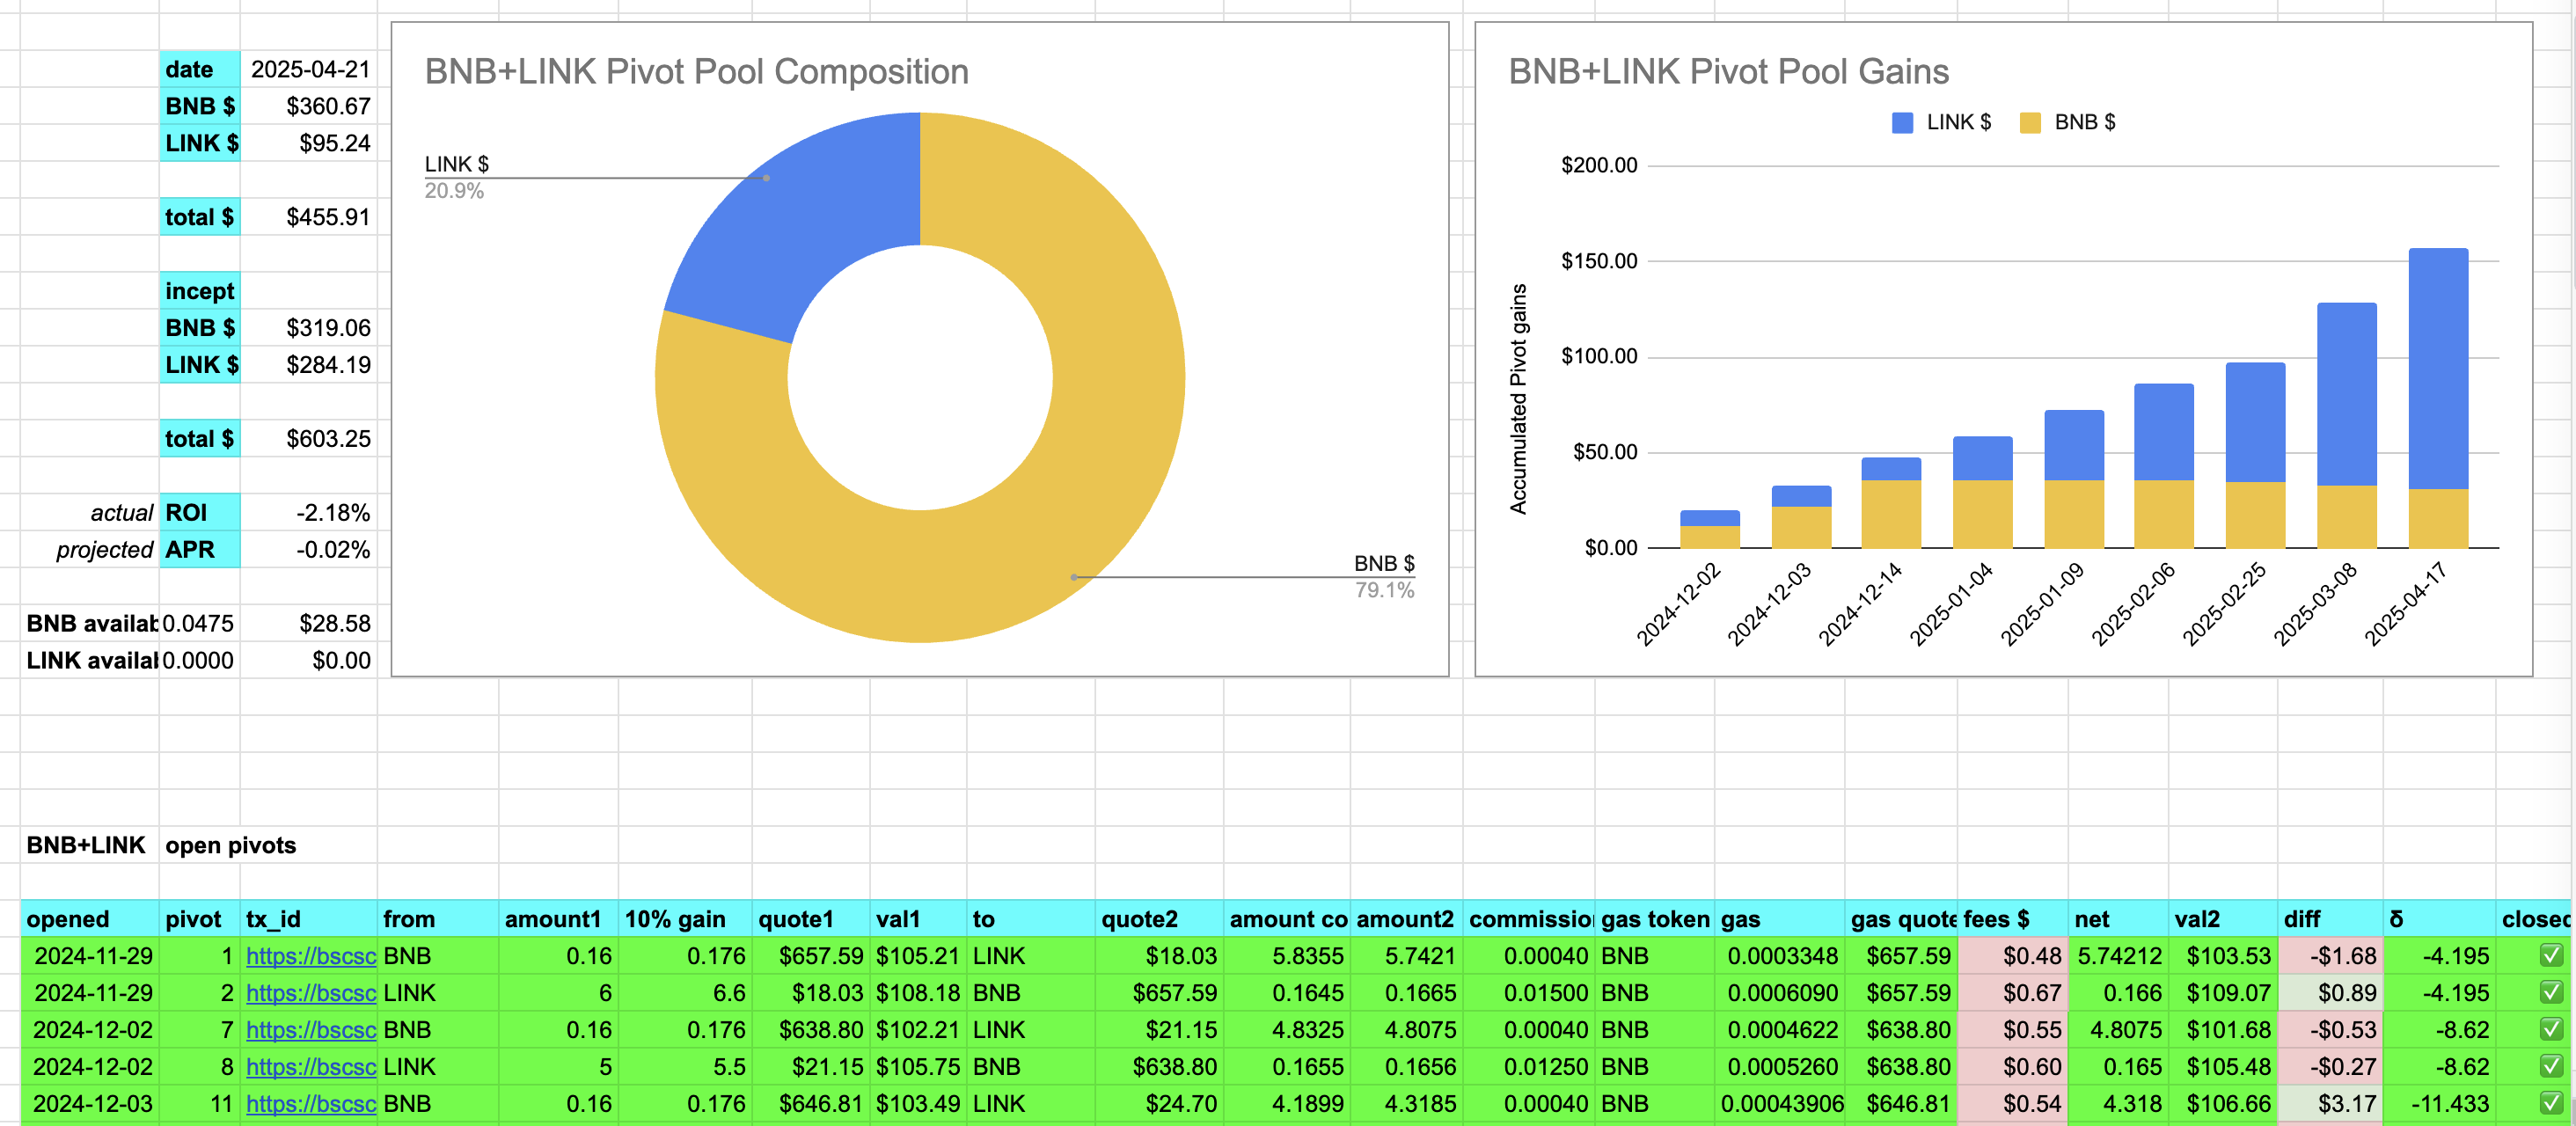 date 2025-04-21
BNB $ $360.67
LINK $ $95.24
total $ $455.91
incept
BNB $ $319.06
LINK $ $284.19
total $ $603.25
actual ROI -2.18%
projected APR -0.02%
BNB availab 0.0475 $28.58
LINK availal 0.0000 $0.00
BNB+LINK Pivot Pool Composition
LINK $
20.9%
BNB $
79.1%
BNB+LINK Pivot Pool Gains
LINK $ BNB $
Accumulated Pivot gains
$200.00
$150.00
$100.00
$50.00
$0.00
2024-12-02 2024-12-03 2024-12-14 2025-01-04 2025-01-09 2025-02-06 2025-02-25 2025-03-08 2025-04-17
BNB+LINK open pivots
opened pivot tx_id from amount1 10% gain quote1 val1 to quote2 amount co amount2 commissio gas token gas gas quote fees $ net val2 diff δ closed
2024-11-29 1 https://bscsc BNB 0.16 0.176 $657.59 $105.21 LINK $18.03 5.8355 5.7421 0.00040 BNB 0.0003348 $657.59 $0.48 5.74212 $103.53 -$1.68 -4.195 ✅
2024-11-29 2 https://bscsc LINK 6 6.6 $18.03 $108.18 BNB $657.59 0.1645 0.1665 0.01500 BNB 0.0006090 $657.59 $0.67 0.166 $109.07 $0.89 -4.195 ✅
2024-12-02 7 https://bscsc BNB 0.16 0.176 $638.80 $102.21 LINK $21.15 4.8325 4.8075 0.00040 BNB 0.0004622 $638.80 $0.55 4.8075 $101.68 -$0.53 -8.62 ✅
2024-12-02 8 https://bscsc LINK 5 5.5 $21.15 $105.75 BNB $638.80 0.1655 0.1656 0.01250 BNB 0.0005260 $638.80 $0.60 0.165 $105.48 -$0.27 -8.62 ✅
2024-12-03 11 https://bscsc BNB 0.16 0.176 $646.81 $103.49 LINK $24.70 4.1899 4.3185 0.00040 BNB 0.00043906 $646.81 $0.54 4.318 $106.66 $3.17 -11.433 ✅